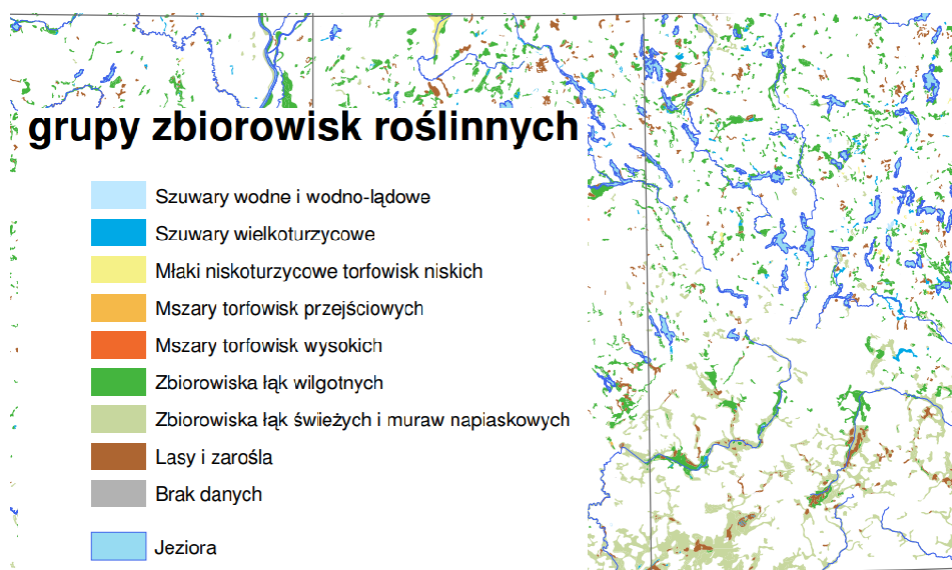 grupy zbiorowisk roślinnych
Szuwary wodne i wodno-lądowe
Szuwary wielkoturzycowe
Młaki niskoturzycowe torfowisk niskich
Mszary torfowisk przejściowych
Mszary torfowisk wysokich
Zbiorowiska łąk wilgotnych
Zbiorowiska łąk świeżych i muraw napiaskowych
Lasy i zarośla
Brak danych
Jeziora